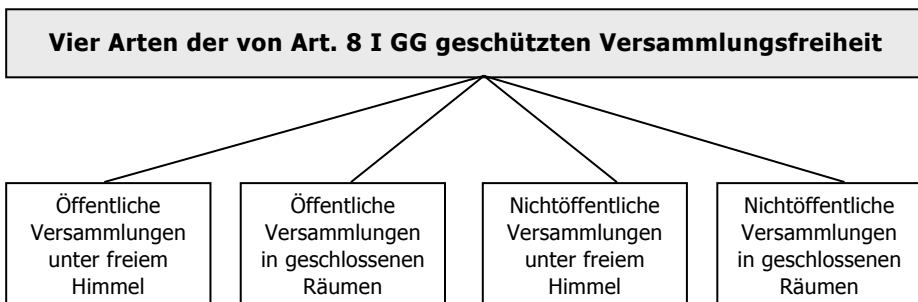 Vier Arten der von Art. 8 I GG geschützten Versammlungsfreiheit
Öffentliche
Versammlungen
unter freiem
Himmel
Öffentliche
Versammlungen
in geschlossenen
Räumen
Nichtöffentliche
Versammlungen
unter freiem
Himmel
Nichtöffentliche
Versammlungen
in geschlossenen
Räumen